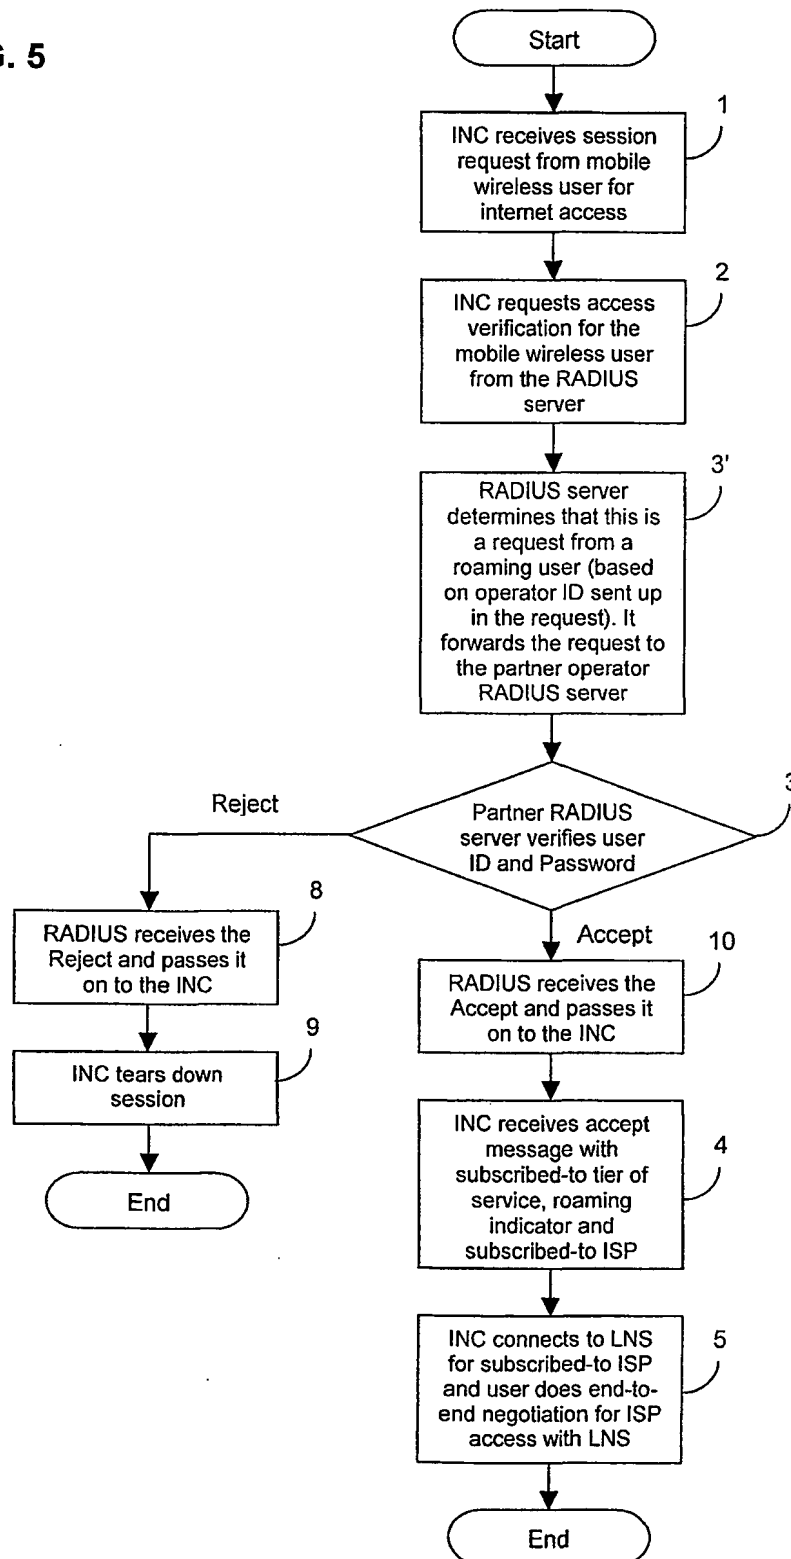 G. 5
Start
1
INC receives session
request from mobile
wireless user for
internet access
2
INC requests access
verification for the
mobile wireless user
from the RADIUS
server
3'
RADIUS server
determines that this is
a request from a
roaming user (based
on operator ID sent up
in the request). It
forwards the request to
the partner operator
RADIUS server
3
Partner RADIUS
server verifies user
ID and Password
Reject
8
RADIUS receives the
Reject and passes it
on to the INC
9
INC tears down
session
End
Accept
10
RADIUS receives the
Accept and passes it
on to the INC
4
INC receives accept
message with
subscribed-to tier of
service, roaming
indicator and
subscribed-to ISP
5
INC connects to LNS
for subscribed-to ISP
and user does end-to-
end negotiation for ISP
access with LNS
End